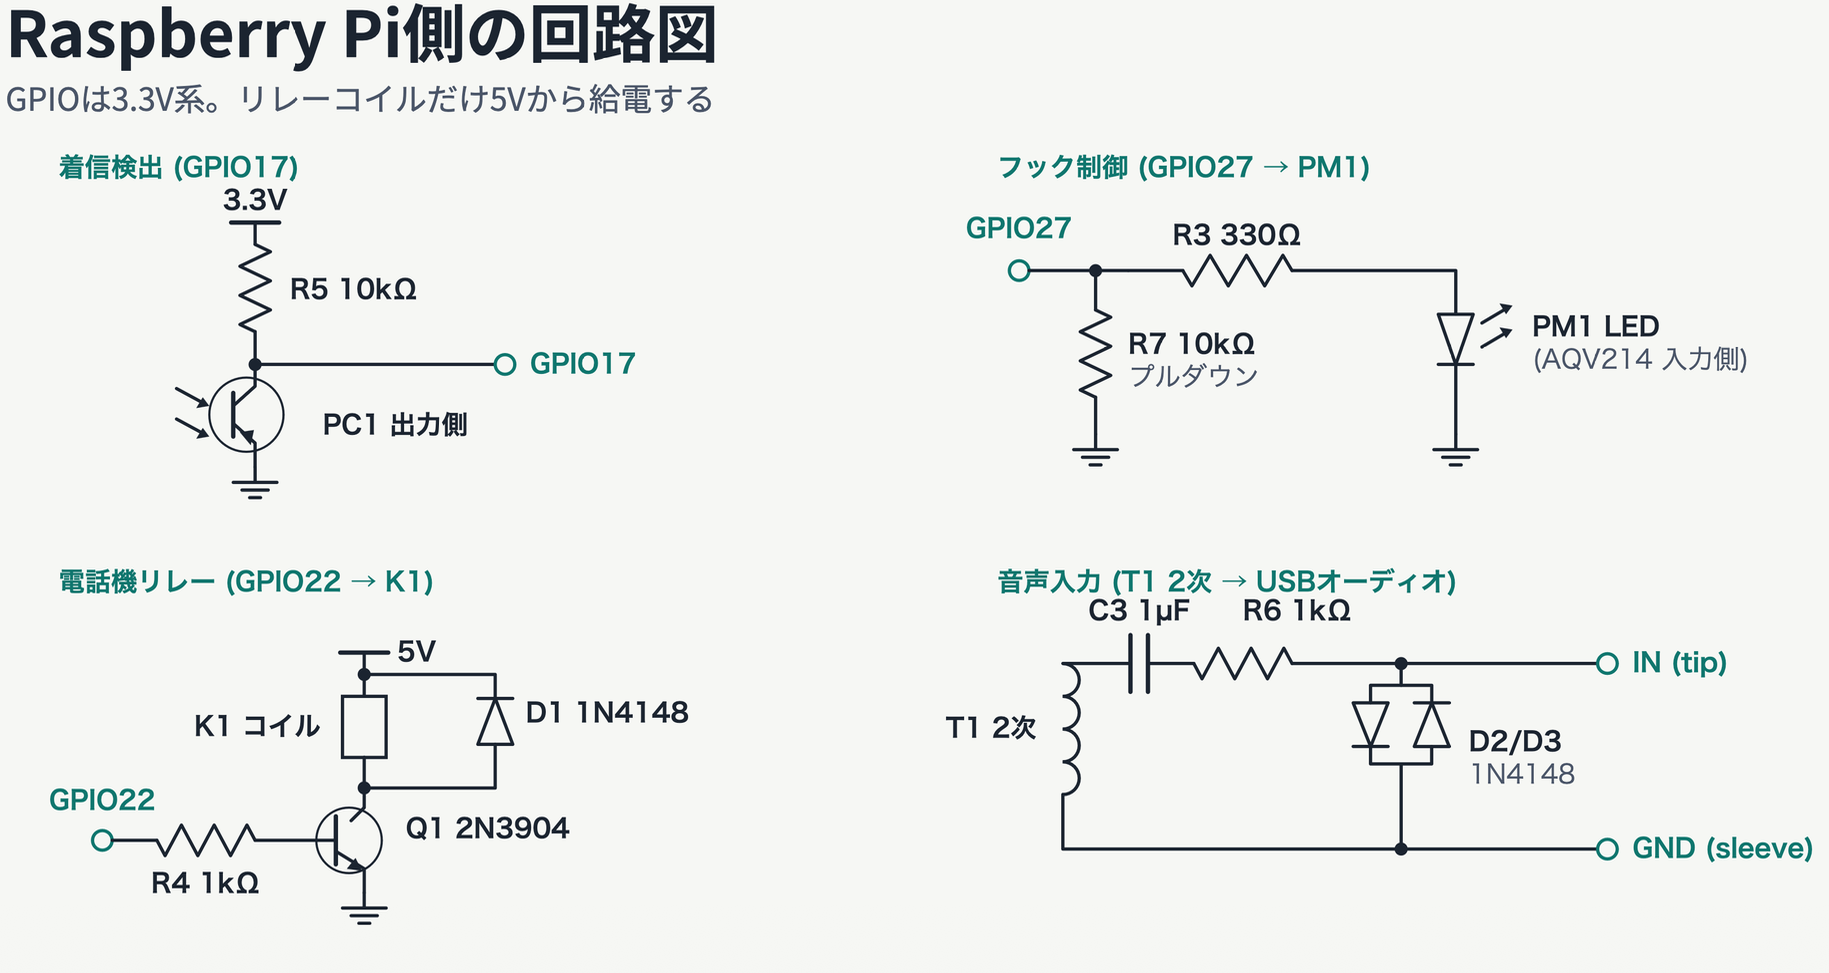 Raspberry Pi側の回路図
GPIOは3.3V系。リレーコイルだけ5Vから給電する
着信検出 (GPIO17)
3.3V
R5 10kΩ
GPIO17
PC1 出力側
フック制御 (GPIO27 → PM1)
GPIO27
R3 330Ω
R7 10kΩ
プルダウン
PM1 LED
(AQV214 入力側)
電話機リレー (GPIO22 → K1)
5V
K1 コイル
D1 1N4148
GPIO22
Q1 2N3904
R4 1kΩ
音声入力 (T1 2次 → USBオーディオ)
C3 1μF
R6 1kΩ
IN (tip)
T1 2次
D2/D3
1N4148
GND (sleeve)